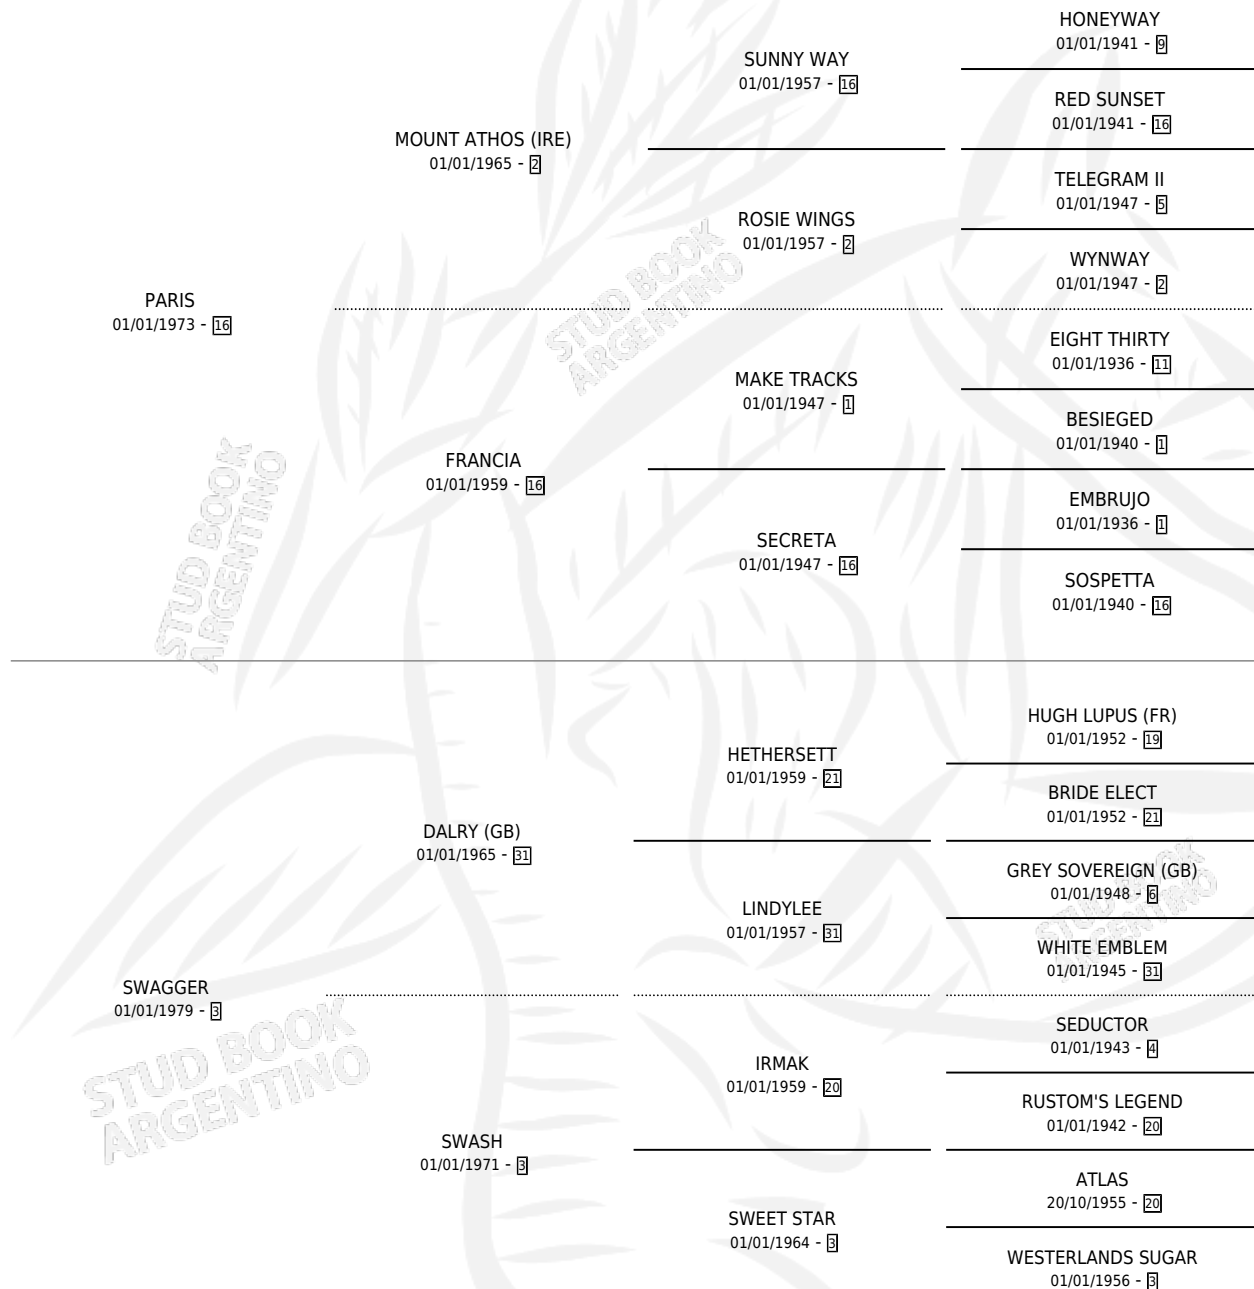 HONEYWAY
01/01/1941 - 9
SUNNY WAY
01/01/1957 - 16
RED SUNSET
01/01/1941 - 16
MOUNT ATHOS (IRE)
01/01/1965 - 2
TELEGRAM II
01/01/1947 - 5
ROSIE WINGS
01/01/1957 - 2
WYNWAY
01/01/1947 - 2
PARIS
01/01/1973 - 16
EIGHT THIRTY
01/01/1936 - 11
MAKE TRACKS
01/01/1947 - 1
BESIEGED
01/01/1940 - 1
FRANCIA
01/01/1959 - 16
EMBRUJO
01/01/1936 - 1
SECRETA
01/01/1947 - 16
SOSPETTA
01/01/1940 - 16
HUGH LUPUS (FR)
01/01/1952 - 19
HETHERSETT
01/01/1959 - 21
BRIDE ELECT
01/01/1952 - 21
DALRY (GB)
01/01/1965 - 31
GREY SOVEREIGN (GB)
01/01/1948 - 6
LINDYLEE
01/01/1957 - 31
WHITE EMBLEM
01/01/1945 - 31
SWAGGER
01/01/1979 - 3
SEDUCTOR
01/01/1943 - 4
IRMAK
01/01/1959 - 20
RUSTOM'S LEGEND
01/01/1942 - 20
SWASH
01/01/1971 - 3
ATLAS
20/10/1955 - 20
SWEET STAR
01/01/1964 - 3
WESTERLANDS SUGAR
01/01/1956 - 3
STUD BOOK
ARGENTINO
STUD BOOK
ARGENTINO
STUD BOOK
ARGENTINO
STUD BOOK
ARGENTINO